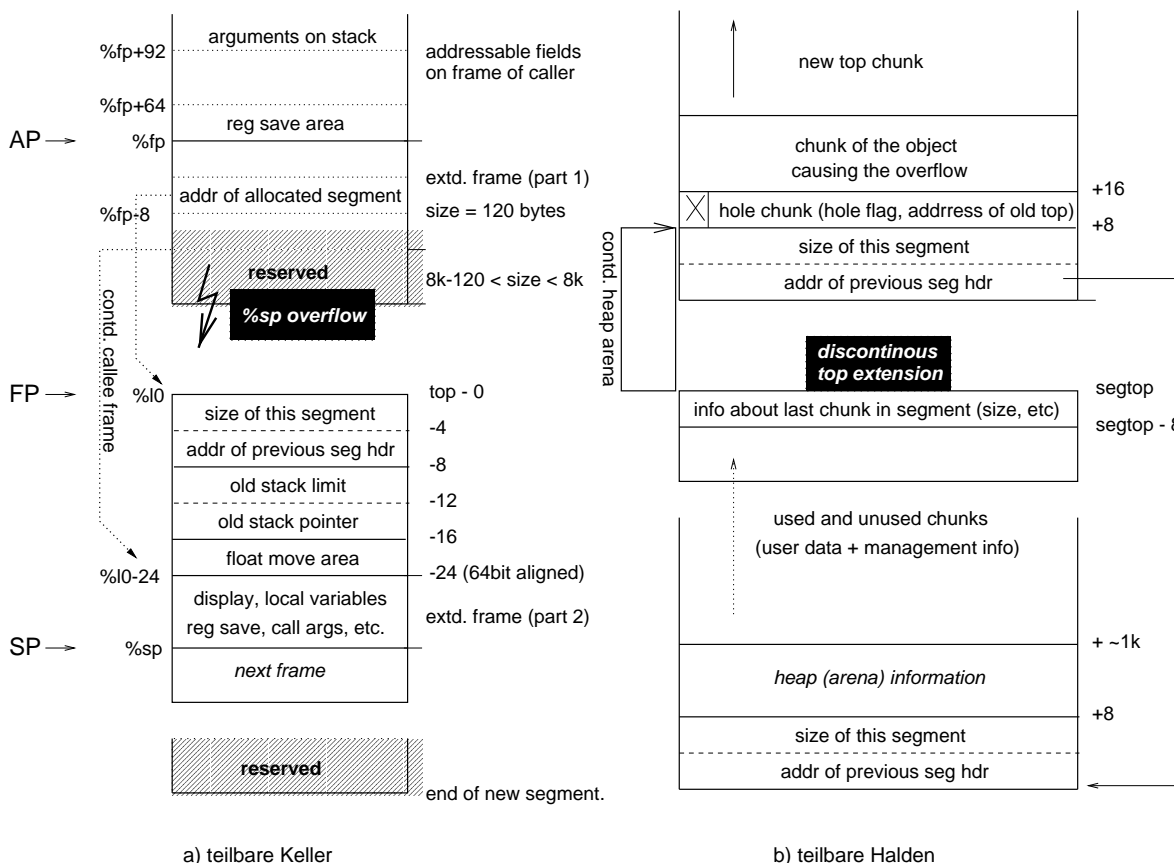 arguments on stack
%fp+92
addressable fields
on frame of caller
%fp+64
reg save area
AP
%fp
extd. frame (part 1)
addr of allocated segment
%fp-8
size = 120 bytes
reserved
8k-120 < size < 8k
%sp overflow
contd. callee frame
FP
%l0
top - 0
size of this segment
-4
addr of previous seg hdr
-8
old stack limit
-12
old stack pointer
-16
float move area
%l0-24
-24 (64bit aligned)
display, local variables
reg save, call args, etc.
extd. frame (part 2)
SP
%sp
next frame
reserved
end of new segment.
a) teilbare Keller
new top chunk
chunk of the object
causing the overflow
+16
hole chunk (hole flag, addrress of old top)
+8
size of this segment
addr of previous seg hdr
contd. heap arena
discontinous
top extension
segtop
info about last chunk in segment (size, etc)
segtop - 8
used and unused chunks
(user data + management info)
+ ~1k
heap (arena) information
+8
size of this segment
addr of previous seg hdr
b) teilbare Halden